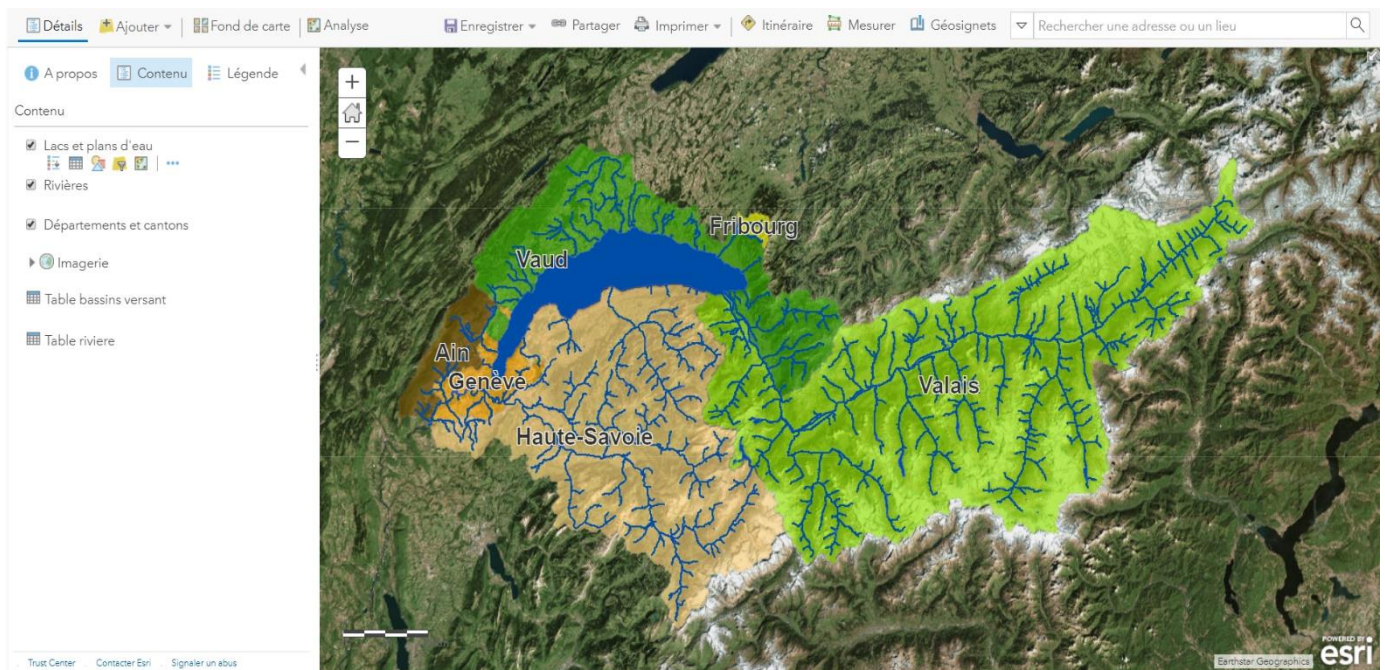 Détails Ajouter Fond de carte Analyse Enregistrer Partager Imprimer Itinéraire Mesurer Géosignets Rechercher une adresse ou un lieu
A propos Contenu Légende
Contenu
Lacs et plans d'eau
Rivières
Départements et cantons
Imagerie
Table bassins versant
Table riviere
Trust Center Contacter Esri Signaler un abus
+
−
Fribourg
Vaud
Ain
Genève
Valais
Haute-Savoie
Earthstar Geographics
POWERED BY
esri